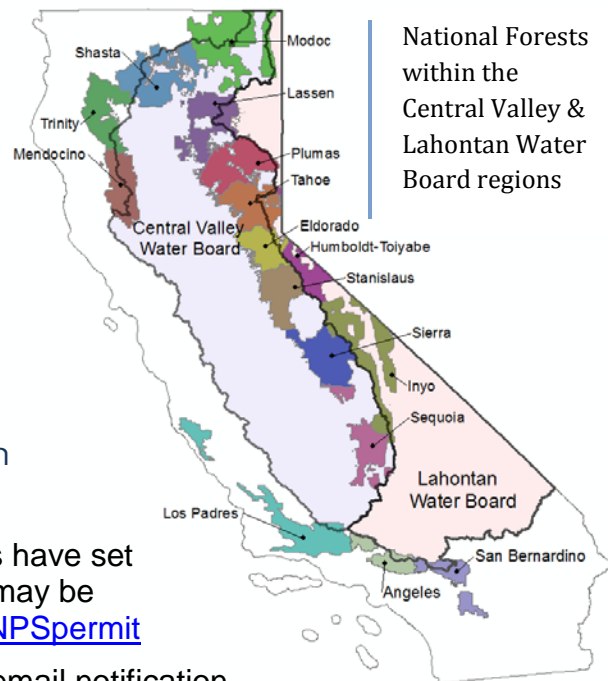 National Forests
within the
Central Valley &
Lahontan Water
Board regions
Modoc
Shasta
Lassen
Trinity
Mendocino
Plumas
Tahoe
Central Valley
Water Board
Eldorado
Humboldt-Toiyabe
Stanislaus
Sierra
Inyo
Sequoia
Lahontan
Water Board
Los Padres
San Bernardino
Angeles
n
s have set
may be
NPSpermit
email notification